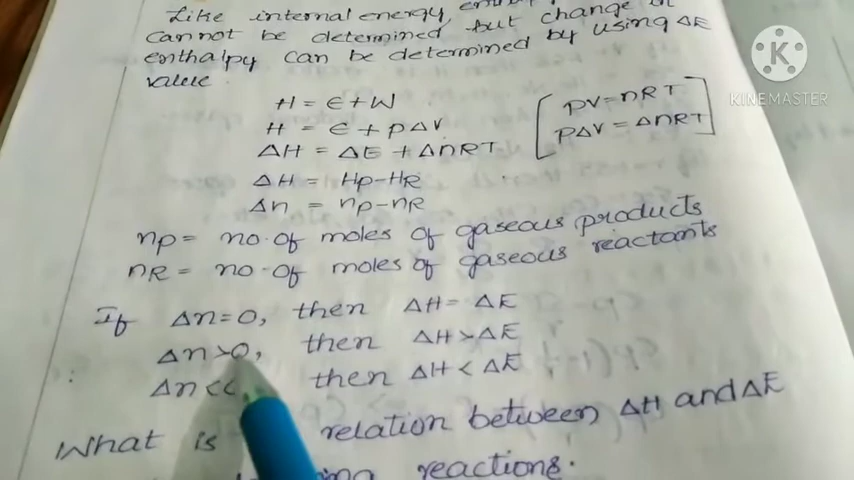 Like internal energy,
cannot be determined but change in
enthalpy can be determined by using ΔE
value.
H = E+W
H = E+PΔV
ΔH = ΔE + ΔnRT
[PV=nRT
PΔV = ΔnRT]
ΔH = Hp-HR
Δn = np-nR
np = no.of moles of gaseous products
nR = no.of moles of gaseous reactants
If Δn=0, then ΔH= ΔE
Δn>0, then ΔH>ΔE
Δn< then ΔH < ΔE
What is relation between ΔH and ΔE
reactions.
K
KINEMASTER